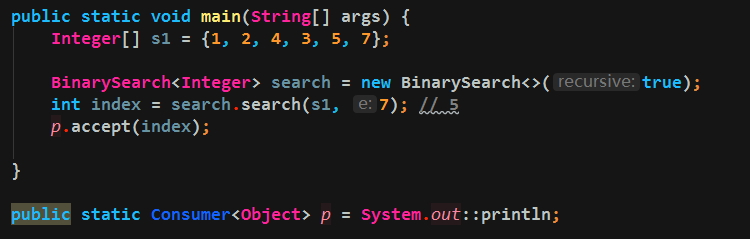 public static void main(String[] args) {
Integer[] s1 = {1, 2, 4, 3, 5, 7};
BinarySearch<Integer> search = new BinarySearch<>( recursive: true);
int index = search.search(s1, e: 7); // 5
p.accept(index);
}
public static Consumer<Object> p = System.out::println;